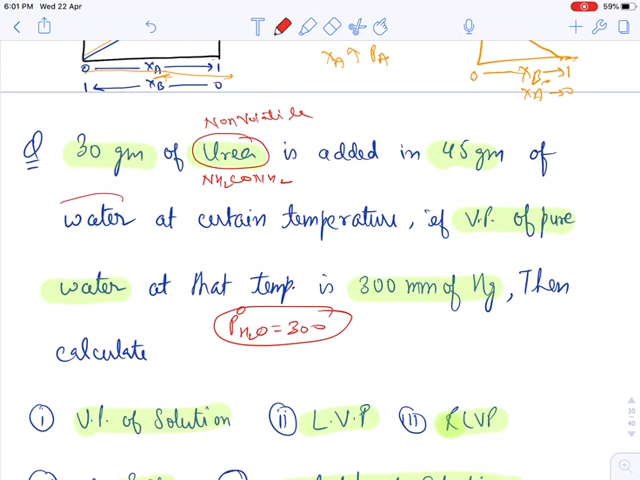 6:01 PM Wed 22 Apr
59%
0 xA 1
1 xB 0
xA ↑ PA
0 xB → 1
xA → 0
Non Volatile
Q 30 gm of Urea is added in 45 gm of
NH2CONH2
water at certain temperature, if V.P. of pure
water at that temp. is 300 mm of Hg, Then
P°H2O = 300
calculate
i V.P. of Solution ii L.V.P iii RLVP